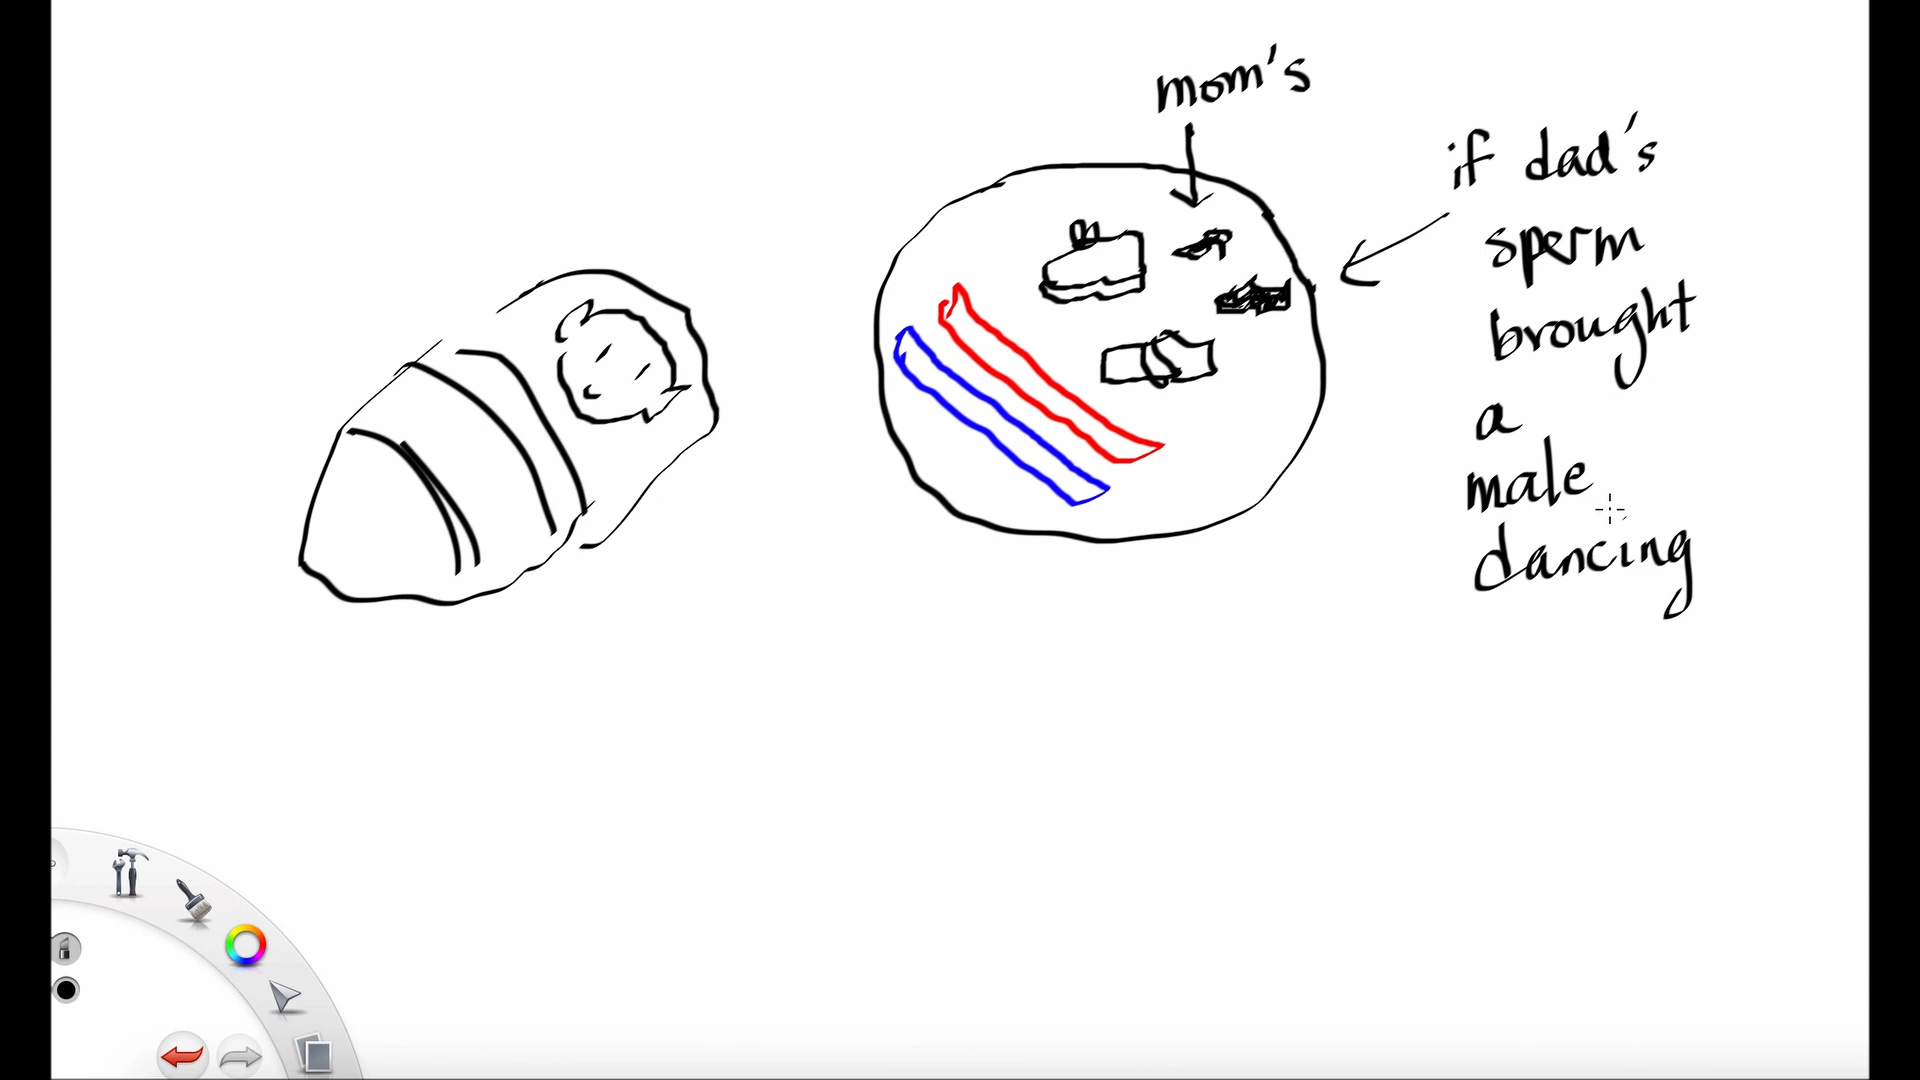 mom's
if dad's
sperm
brought
a
male
dancing